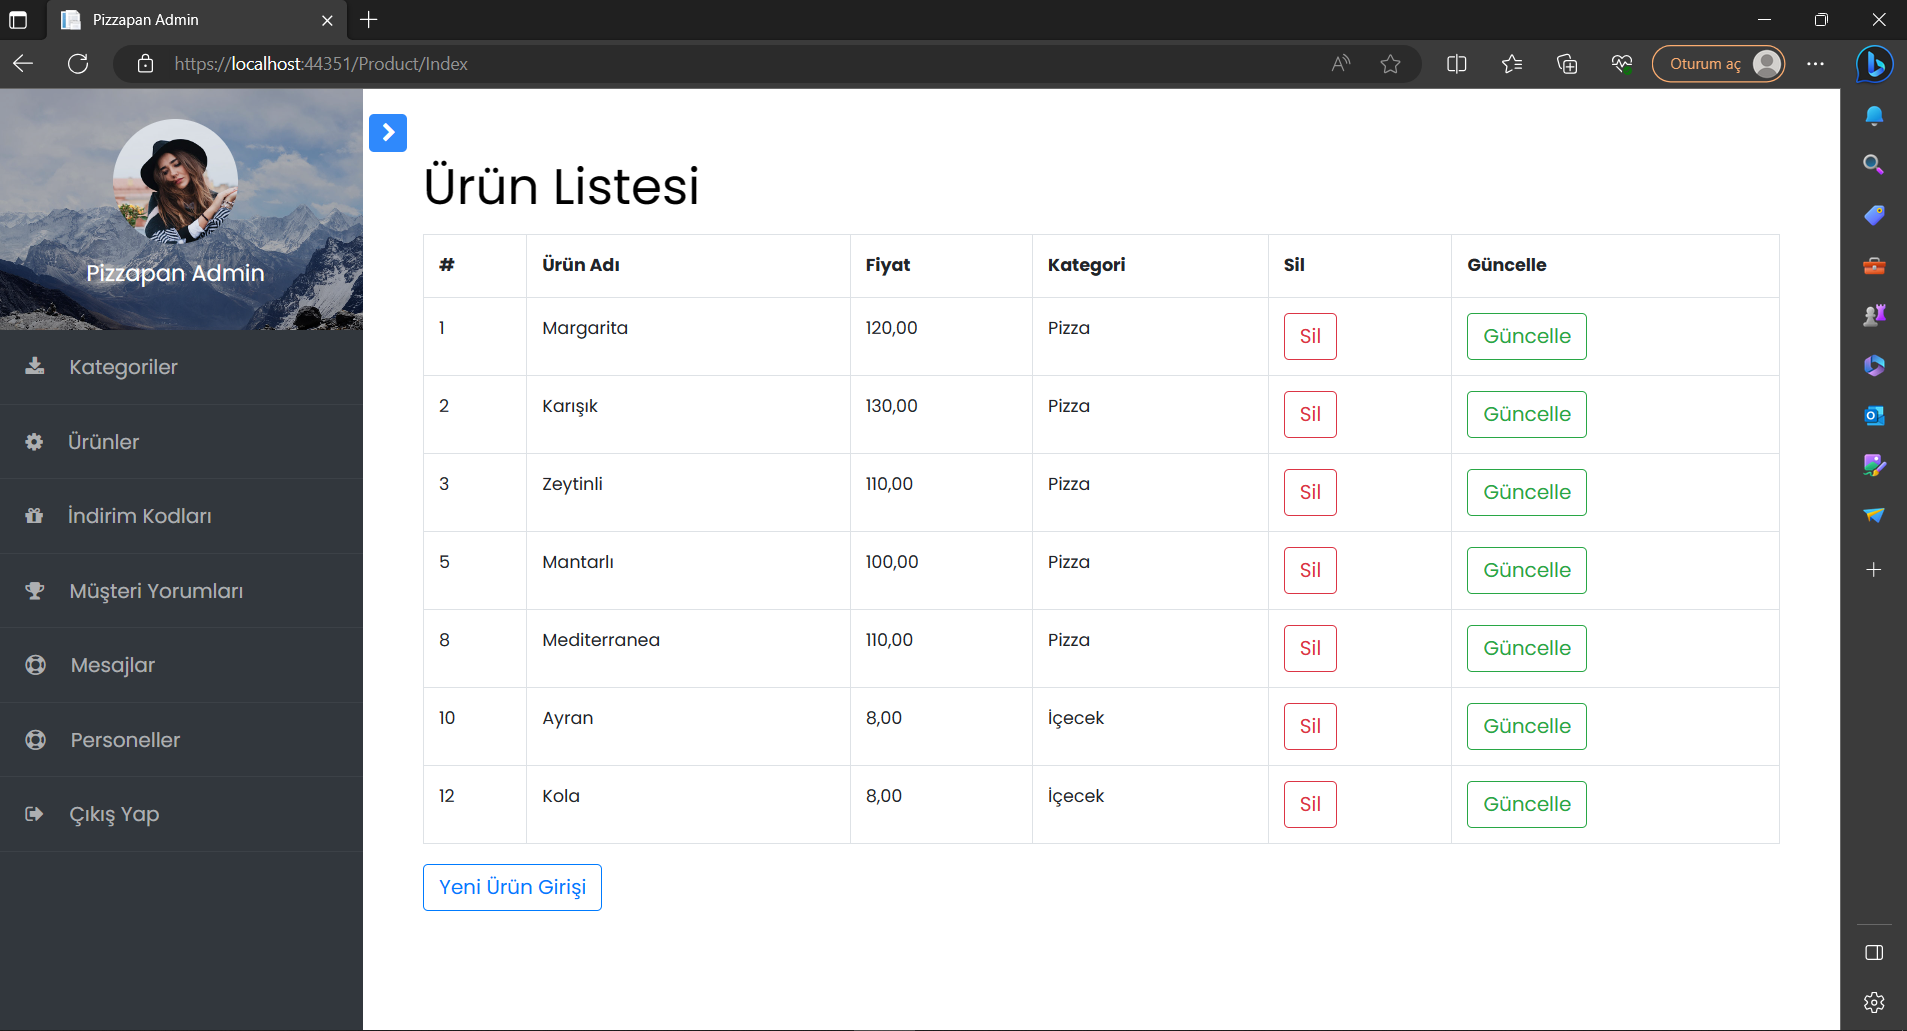 Pizzapan Admin
https://localhost:44351/Product/Index
Oturum aç
Pizzapan Admin
Kategoriler
Ürünler
İndirim Kodları
Müşteri Yorumları
Mesajlar
Personeller
Çıkış Yap
Ürün Listesi
# Ürün Adı Fiyat Kategori Sil Güncelle
1 Margarita 120,00 Pizza Sil Güncelle
2 Karışık 130,00 Pizza Sil Güncelle
3 Zeytinli 110,00 Pizza Sil Güncelle
5 Mantarlı 100,00 Pizza Sil Güncelle
8 Mediterranea 110,00 Pizza Sil Güncelle
10 Ayran 8,00 İçecek Sil Güncelle
12 Kola 8,00 İçecek Sil Güncelle
Yeni Ürün Girişi